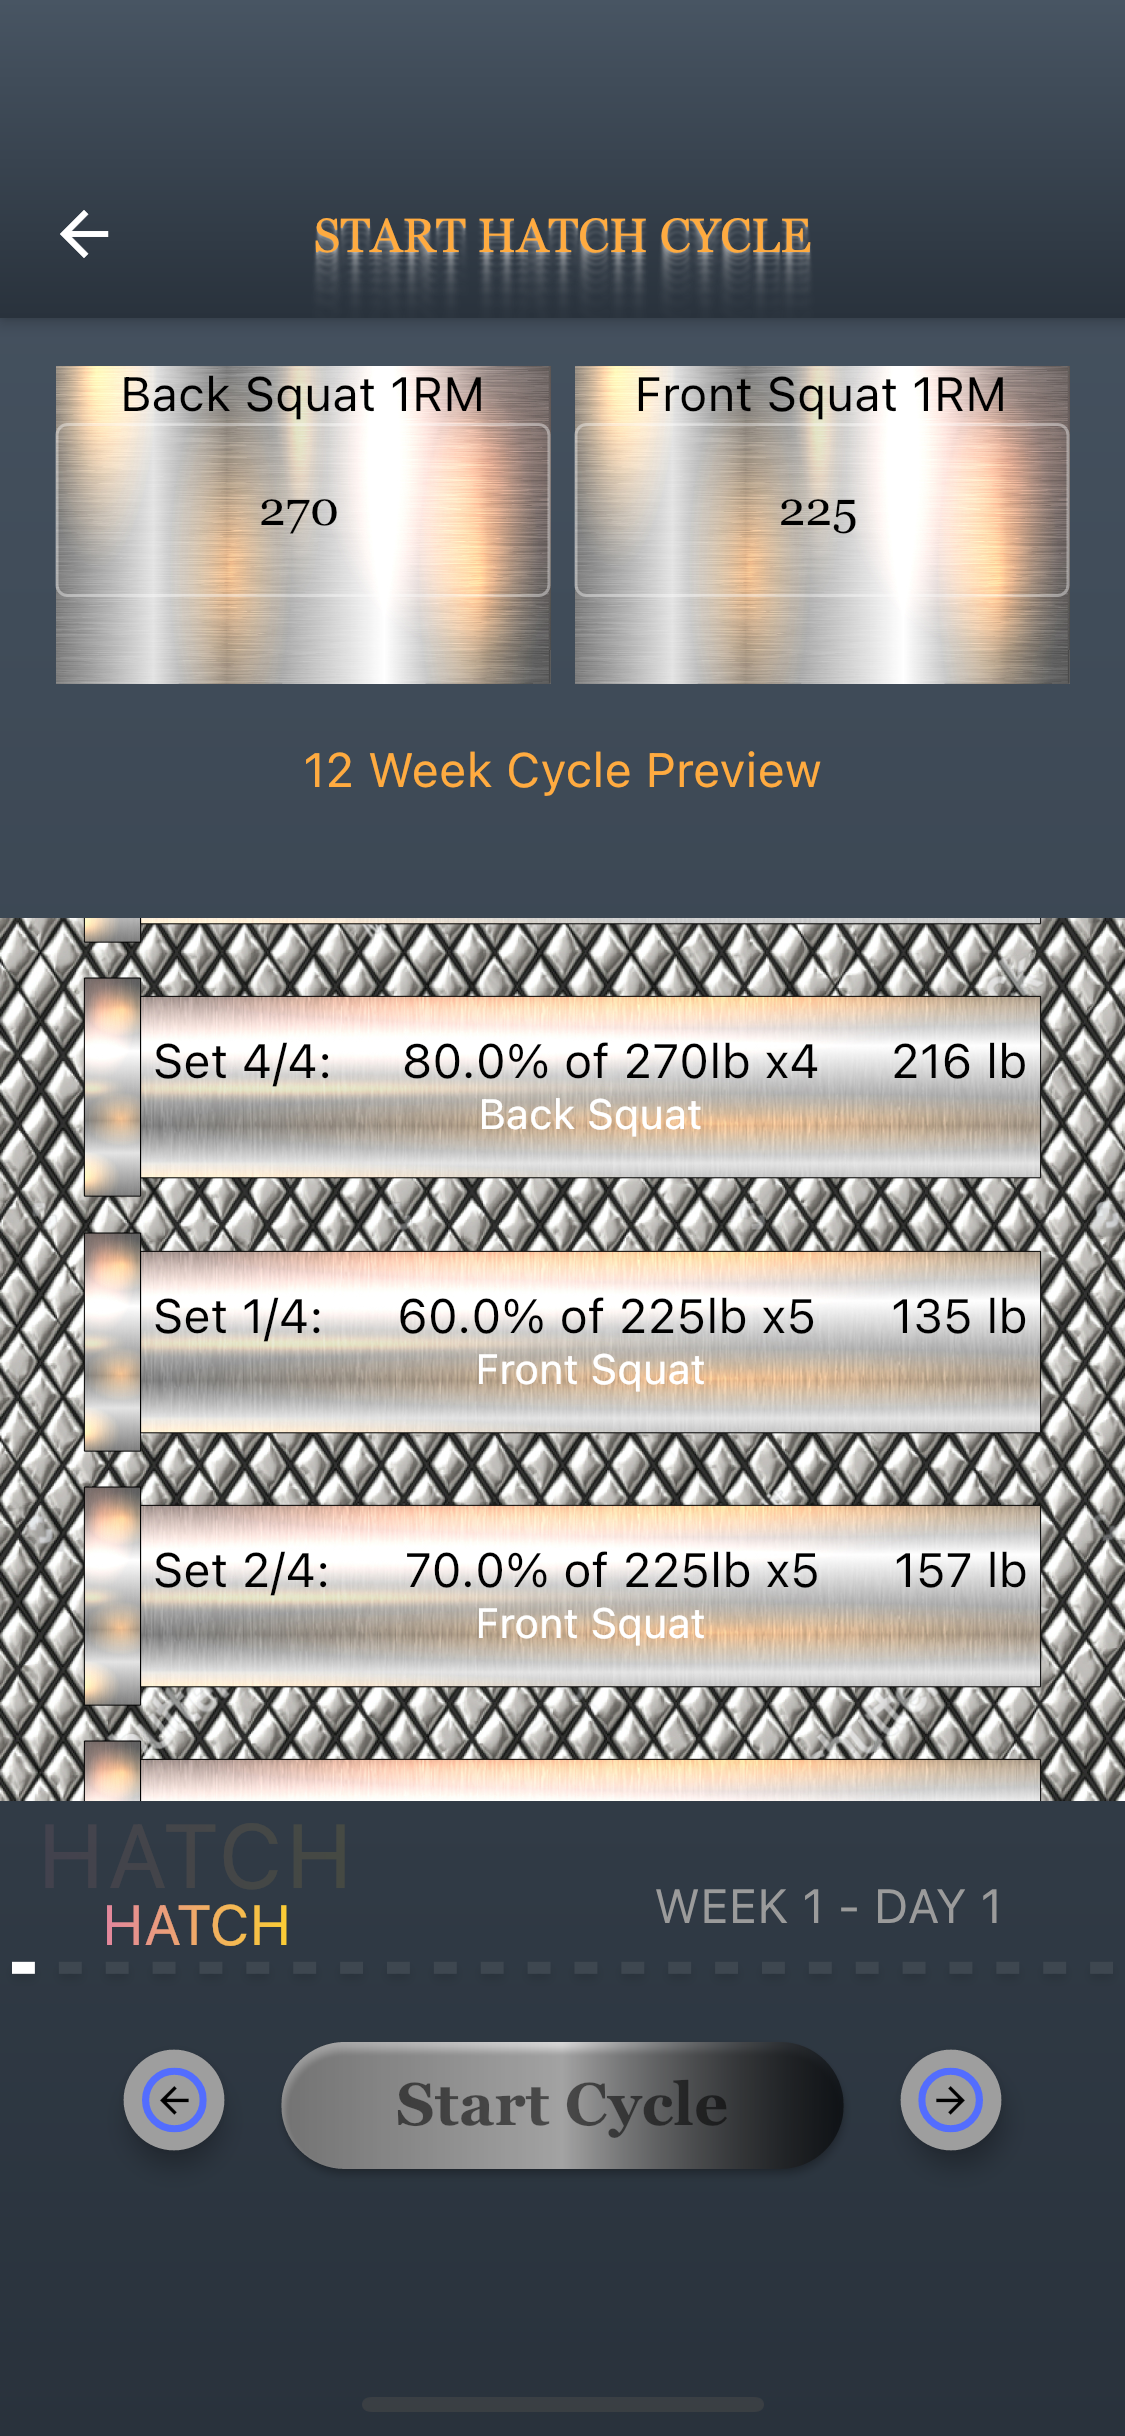 START HATCH CYCLE
Back Squat 1RM
Front Squat 1RM
270
225
12 Week Cycle Preview
Set 4/4: 80.0% of 270lb x4 216 lb
Back Squat
Set 1/4: 60.0% of 225lb x5 135 lb
Front Squat
Set 2/4: 70.0% of 225lb x5 157 lb
Front Squat
HATCH
HATCH
WEEK 1 - DAY 1
Start Cycle